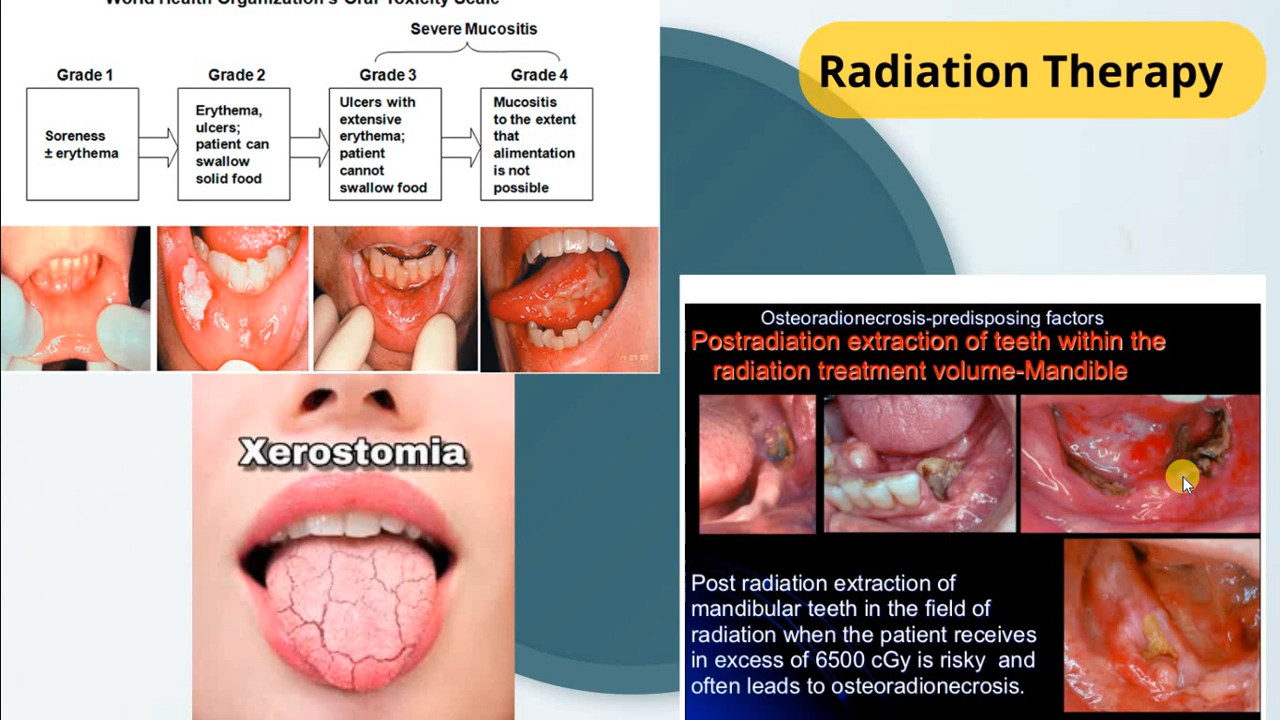 World Health Organization's Oral Toxicity Scale
Severe Mucositis
Grade 1
Grade 2
Grade 3
Grade 4
Soreness
± erythema
Erythema,
ulcers;
patient can
swallow
solid food
Ulcers with
extensive
erythema;
patient
cannot
swallow food
Mucositis
to the extent
that
alimentation
is not
possible
Xerostomia
Radiation Therapy
Osteoradionecrosis-predisposing factors
Postradiation extraction of teeth within the
radiation treatment volume-Mandible
Post radiation extraction of
mandibular teeth in the field of
radiation when the patient receives
in excess of 6500 cGy is risky and
often leads to osteoradionecrosis.